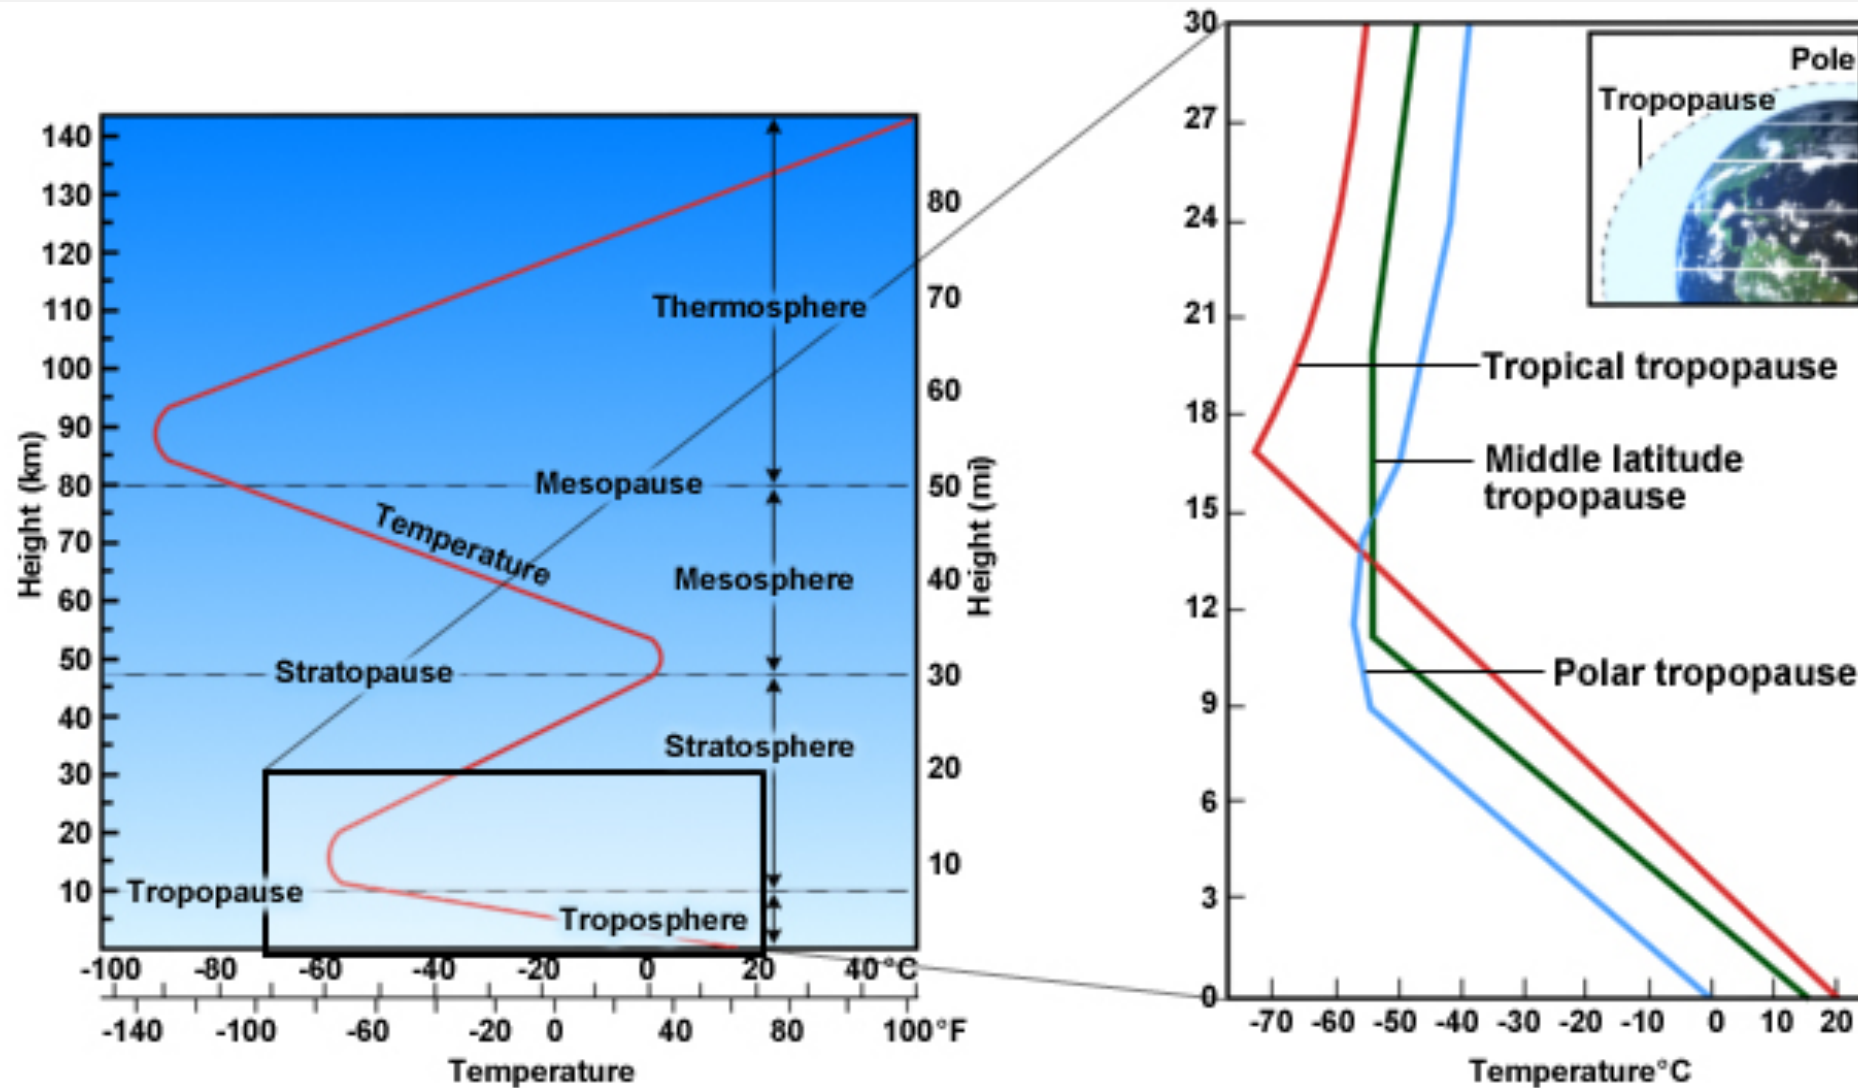 140
130
120
110
100
90
80
70
60
50
40
30
20
10
Height (km)
80
70
60
50
40
30
20
10
Height (mi)
Thermosphere
Mesopause
Temperature
Mesosphere
Stratopause
Stratosphere
Tropopause
Troposphere
-100 -80 -60 -40 -20 0 20 40°C
-140 -100 -60 -20 0 40 80 100°F
Temperature
30
27
24
21
18
15
12
9
6
3
0
Pole
Tropopause
Tropical tropopause
Middle latitude
tropopause
Polar tropopause
-70 -60 -50 -40 -30 -20 -10 0 10 20
Temperature°C